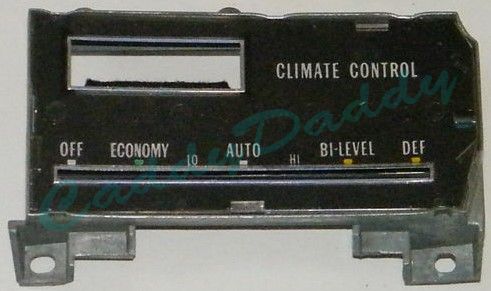 CLIMATE CONTROL
OFF ECONOMY LO AUTO HI BI-LEVEL DEF
CaddyDaddy